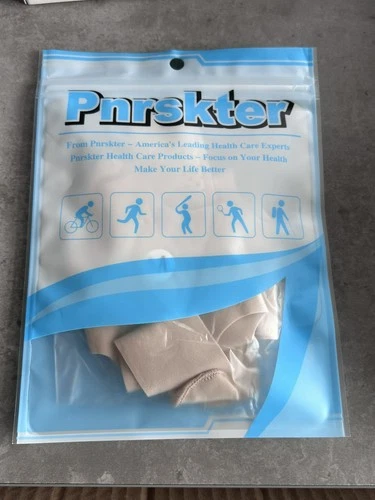 Pnrskter
From Pnrskter – America's Leading Health Care Experts
Pnrskter Health Care Products – Focus on Your Health
Make Your Life Better